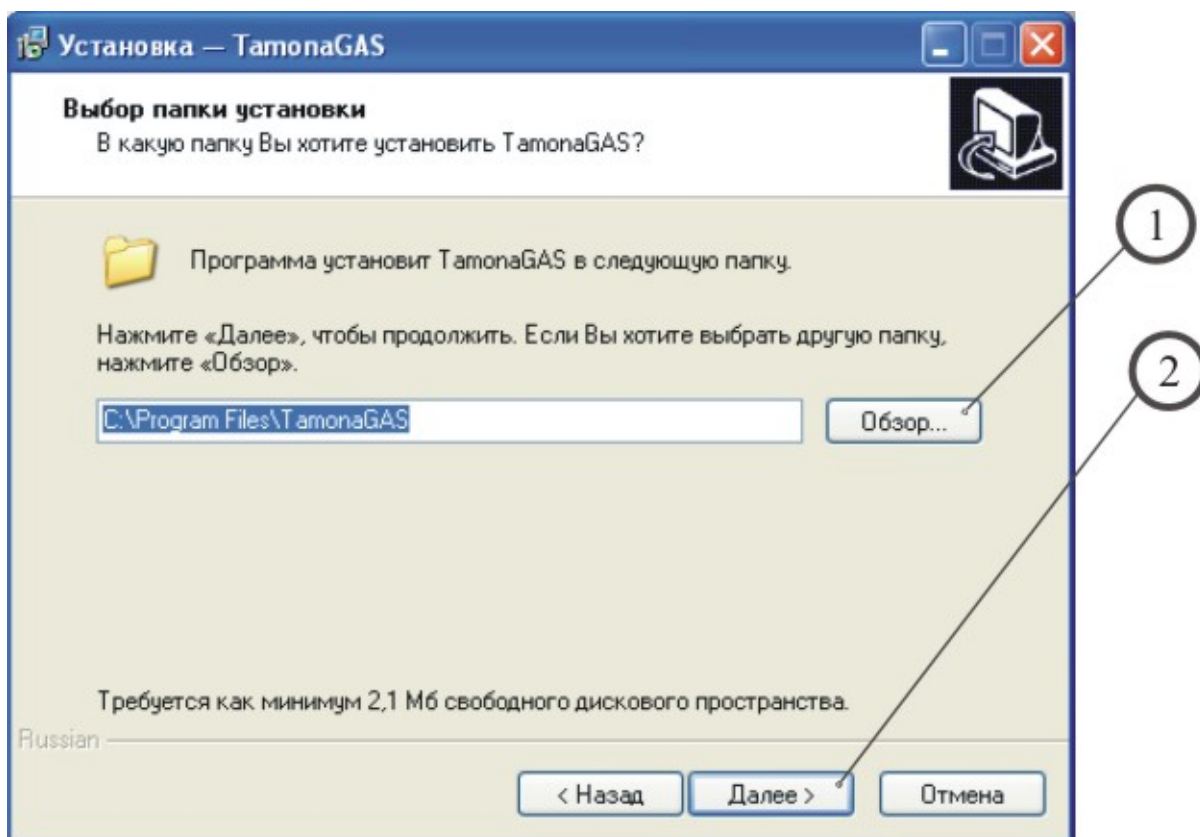 Установка — TamonaGAS
Выбор папки установки
В какую папку Вы хотите установить TamonaGAS?
1
Программа установит TamonaGAS в следующую папку.
Нажмите «Далее», чтобы продолжить. Если Вы хотите выбрать другую папку,
нажмите «Обзор».
2
C:\Program Files\TamonaGAS
Обзор...
Требуется как минимум 2,1 Мб свободного дискового пространства.
Russian
< Назад
Далее >
Отмена